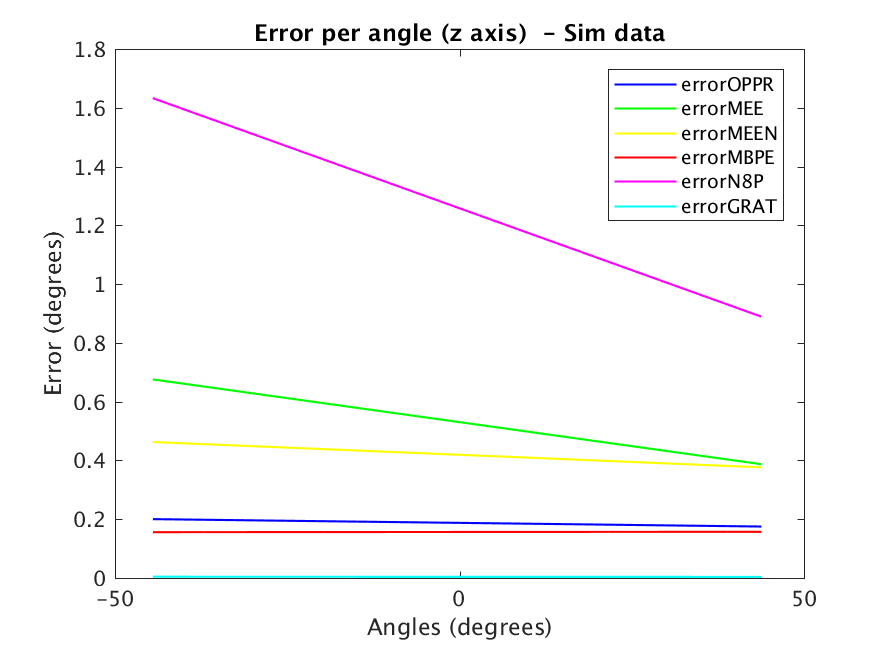 Error per angle (z axis)  - Sim data
1.8
1.6
1.4
1.2
1
0.8
0.6
0.4
0.2
0
Error (degrees)
errorOPPR
errorMEE
errorMEEN
errorMBPE
errorN8P
errorGRAT
-50
0
50
Angles (degrees)